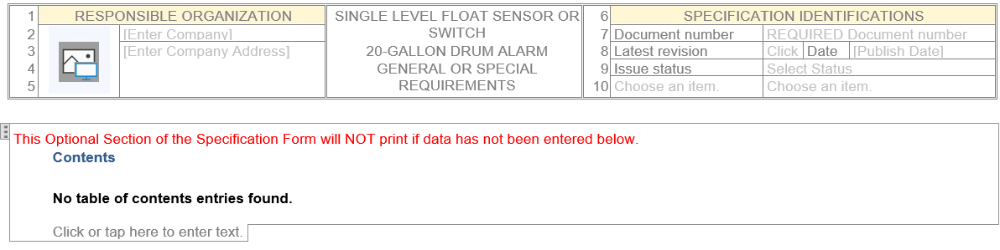 1 RESPONSIBLE ORGANIZATION SINGLE LEVEL FLOAT SENSOR OR 6 SPECIFICATION IDENTIFICATIONS
2 [Enter Company] SWITCH 7 Document number REQUIRED Document number
3 [Enter Company Address] 20-GALLON DRUM ALARM 8 Latest revision Click Date [Publish Date]
4 GENERAL OR SPECIAL 9 Issue status Select Status
5 REQUIREMENTS 10 Choose an item. Choose an item.
This Optional Section of the Specification Form will NOT print if data has not been entered below.
Contents
No table of contents entries found.
Click or tap here to enter text.